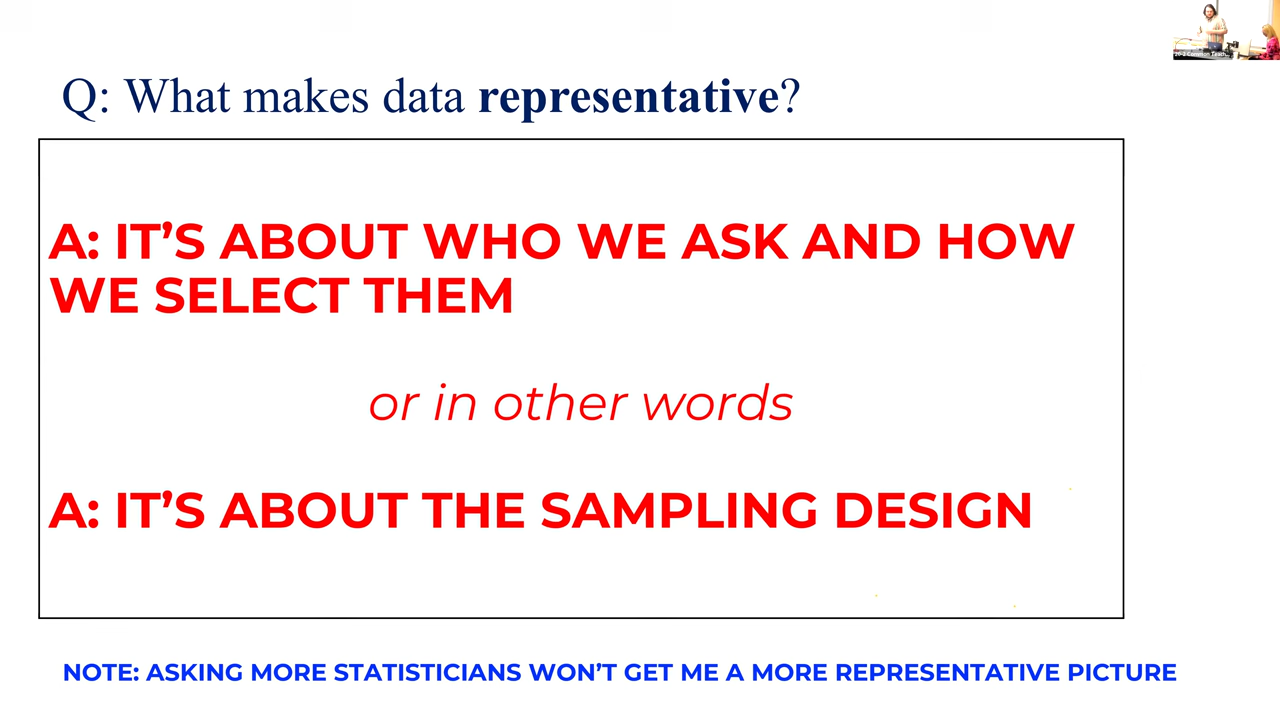 Q: What makes data representative?
A: IT’S ABOUT WHO WE ASK AND HOW
WE SELECT THEM
or in other words
A: IT’S ABOUT THE SAMPLING DESIGN
NOTE: ASKING MORE STATISTICIANS WON’T GET ME A MORE REPRESENTATIVE PICTURE